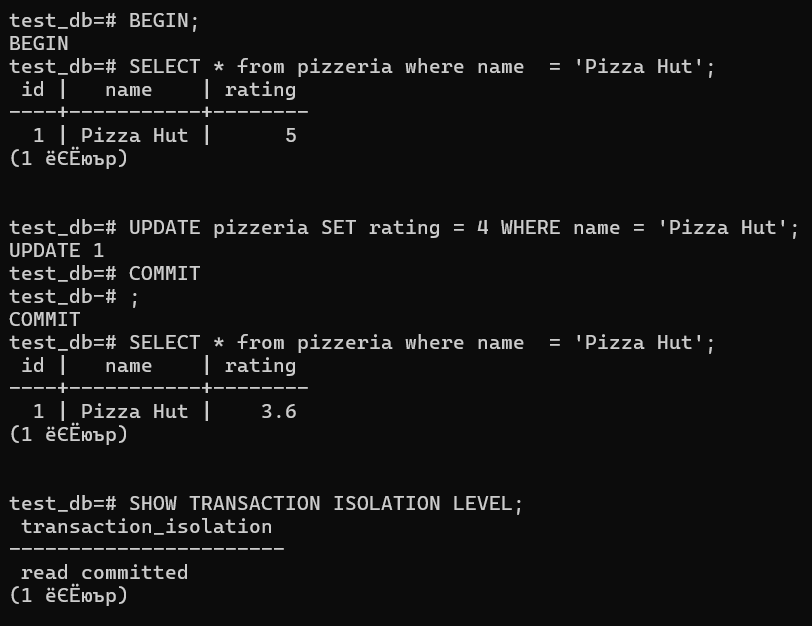 test_db=# BEGIN;
BEGIN
test_db=# SELECT * from pizzeria where name  = 'Pizza Hut';
 id |   name    | rating
----+-----------+--------
  1 | Pizza Hut |      5
(1 ёЄЁюър)
test_db=# UPDATE pizzeria SET rating = 4 WHERE name = 'Pizza Hut';
UPDATE 1
test_db=# COMMIT
test_db-# ;
COMMIT
test_db=# SELECT * from pizzeria where name  = 'Pizza Hut';
 id |   name    | rating
----+-----------+--------
  1 | Pizza Hut |    3.6
(1 ёЄЁюър)
test_db=# SHOW TRANSACTION ISOLATION LEVEL;
 transaction_isolation
-----------------------
 read committed
(1 ёЄЁюър)